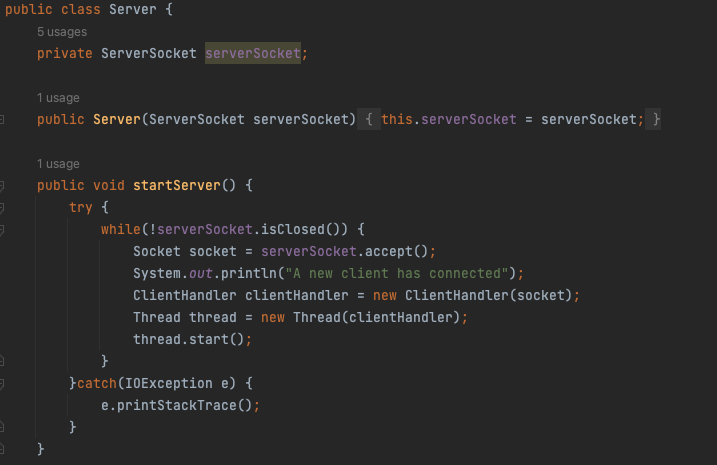 public class Server {
5 usages
private ServerSocket serverSocket;
1 usage
public Server(ServerSocket serverSocket) { this.serverSocket = serverSocket; }
1 usage
public void startServer() {
try {
while(!serverSocket.isClosed()) {
Socket socket = serverSocket.accept();
System.out.println("A new client has connected");
ClientHandler clientHandler = new ClientHandler(socket);
Thread thread = new Thread(clientHandler);
thread.start();
}
}catch(IOException e) {
e.printStackTrace();
}
}